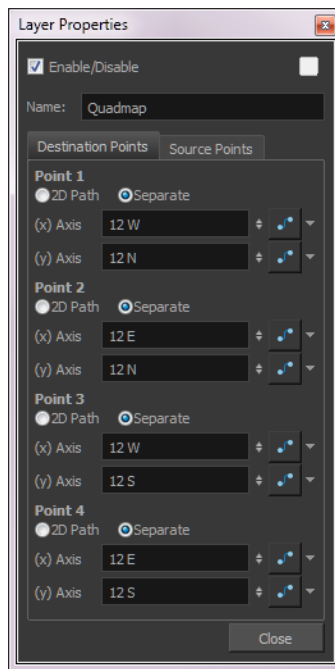 Layer Properties
Enable/Disable
Name: Quadmap
Destination Points Source Points
Point 1
2D Path Separate
(x) Axis 12 W
(y) Axis 12 N
Point 2
2D Path Separate
(x) Axis 12 E
(y) Axis 12 N
Point 3
2D Path Separate
(x) Axis 12 W
(y) Axis 12 S
Point 4
2D Path Separate
(x) Axis 12 E
(y) Axis 12 S
Close